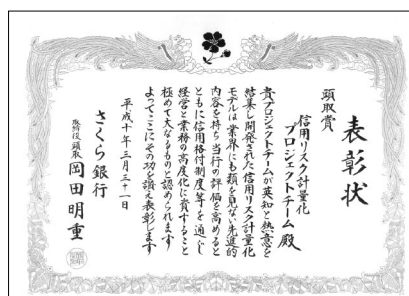 表彰状
頭取賞
信用リスク計量化
プロジェクトチーム 殿
貴プロジェクトチームが英知と熱意を
結集し開発された信用リスク計量化
モデルは業界にも類を見ない先進的
内容を持ち当行の評価を高めると
ともに信用格付制度等を通じ
経営と業務の高度化に資すること
極めて大なるものと認められます
よってここにその功を讃え表彰します
平成十年三月三十一日
さくら銀行
取締役頭取 岡田明重